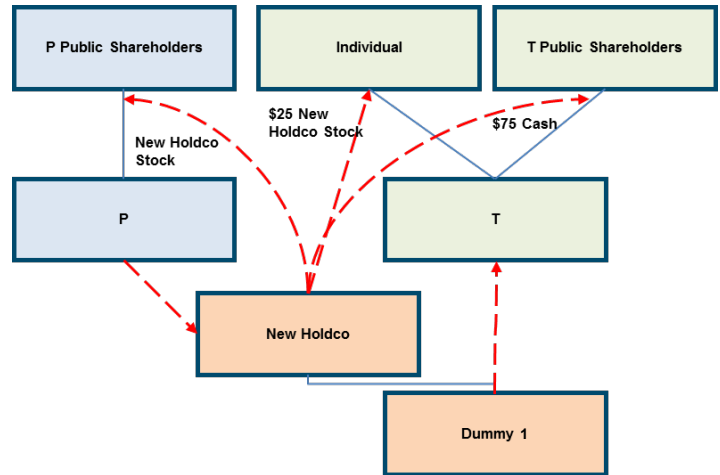 P Public Shareholders
Individual
T Public Shareholders
$25 New
Holdco Stock
$75 Cash
New Holdco
Stock
P
T
New Holdco
Dummy 1